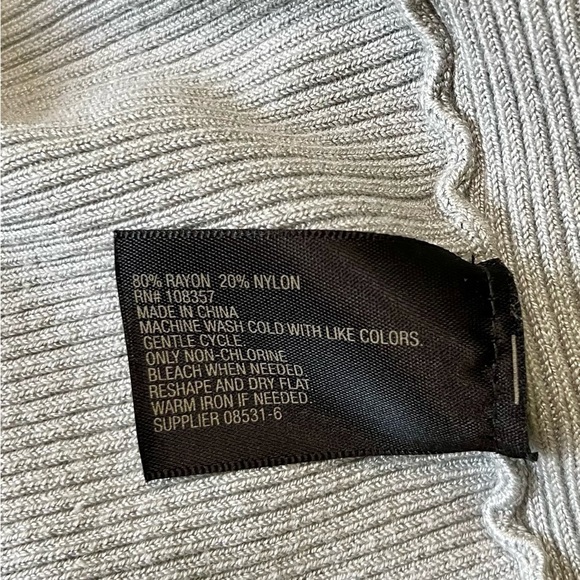 80% RAYON 20% NYLON
RN# 108357
MADE IN CHINA
MACHINE WASH COLD WITH LIKE COLORS.
GENTLE CYCLE.
ONLY NON-CHLORINE
BLEACH WHEN NEEDED.
RESHAPE AND DRY FLAT.
WARM IRON IF NEEDED.
SUPPLIER 08531-6